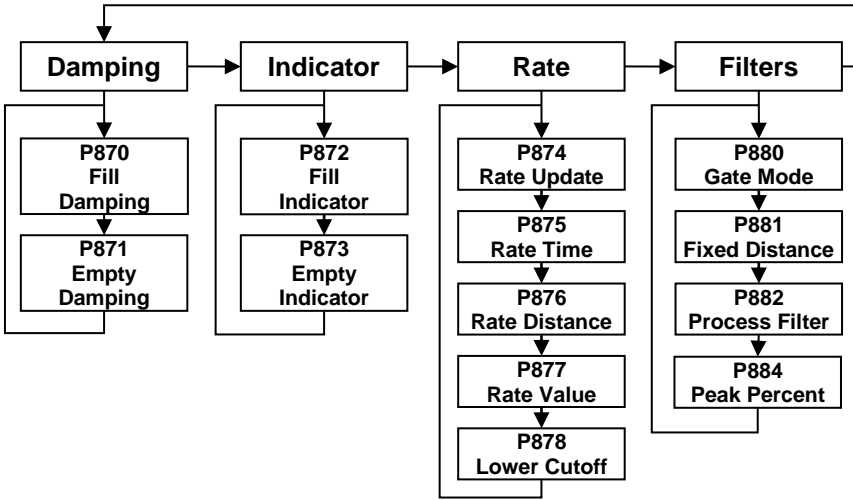 Damping
Indicator
Rate
Filters
P870
Fill
Damping
P871
Empty
Damping
P872
Fill
Indicator
P873
Empty
Indicator
P874
Rate Update
P875
Rate Time
P876
Rate Distance
P877
Rate Value
P878
Lower Cutoff
P880
Gate Mode
P881
Fixed Distance
P882
Process Filter
P884
Peak Percent